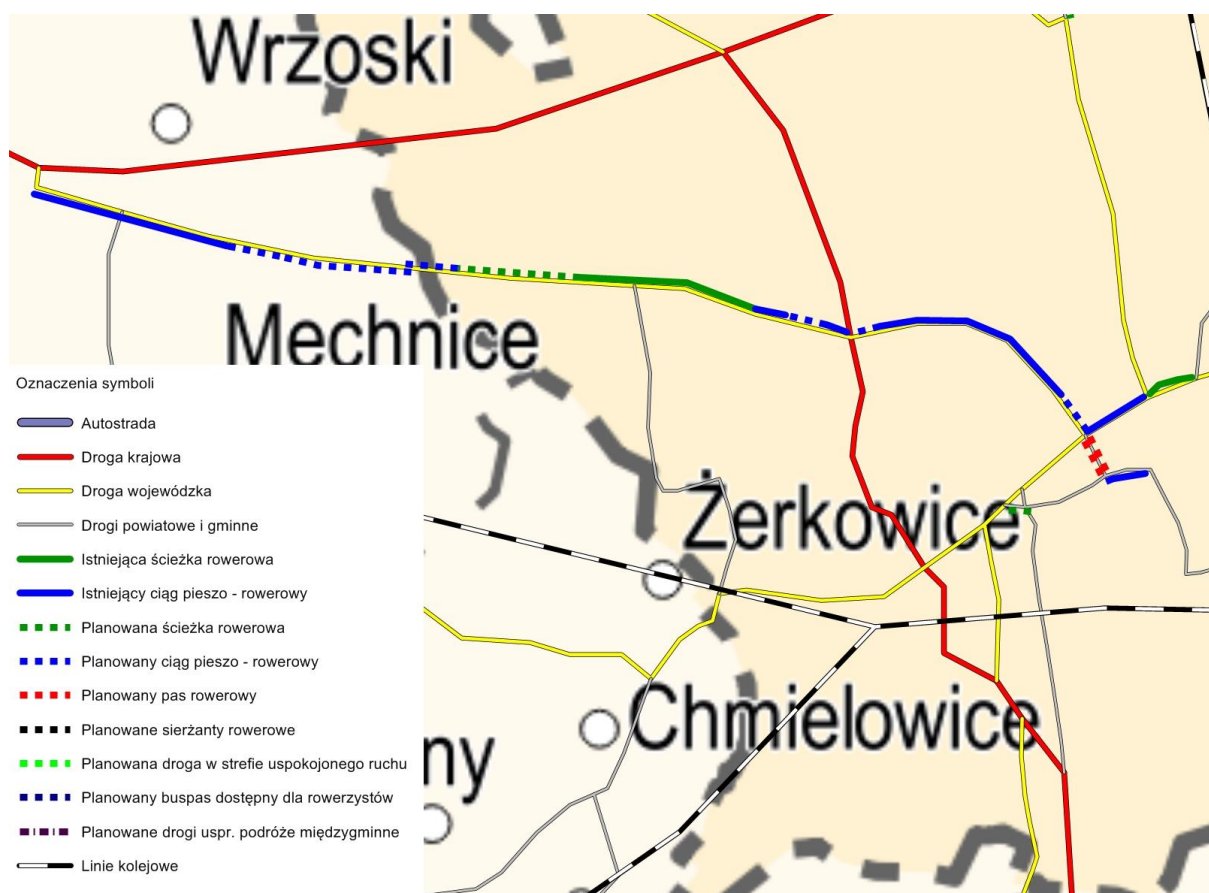 Wrzoski
Mechnice
Oznaczenia symboli
Autostrada
Droga krajowa
Droga wojewódzka
Drogi powiatowe i gminne
Istniejąca ścieżka rowerowa
Istniejący ciąg pieszo - rowerowy
Planowana ścieżka rowerowa
Planowany ciąg pieszo - rowerowy
Planowany pas rowerowy
Planowane sierżanty rowerowe
Planowana droga w strefie uspokojonego ruchu
Planowany buspas dostępny dla rowerzystów
Planowane drogi uspr. podróże międzygminne
Linie kolejowe
Żerkowice
Chmielowice
ny